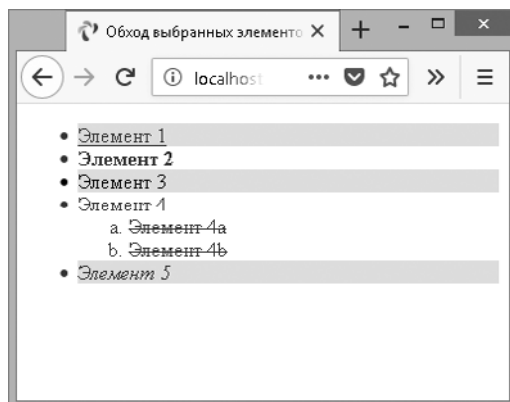 Обход выбранных элементо
localhost
• Элемент 1
• Элемент 2
• Элемент 3
• Элемент 4
a. Элемент 4a
b. Элемент 4b
• Элемент 5